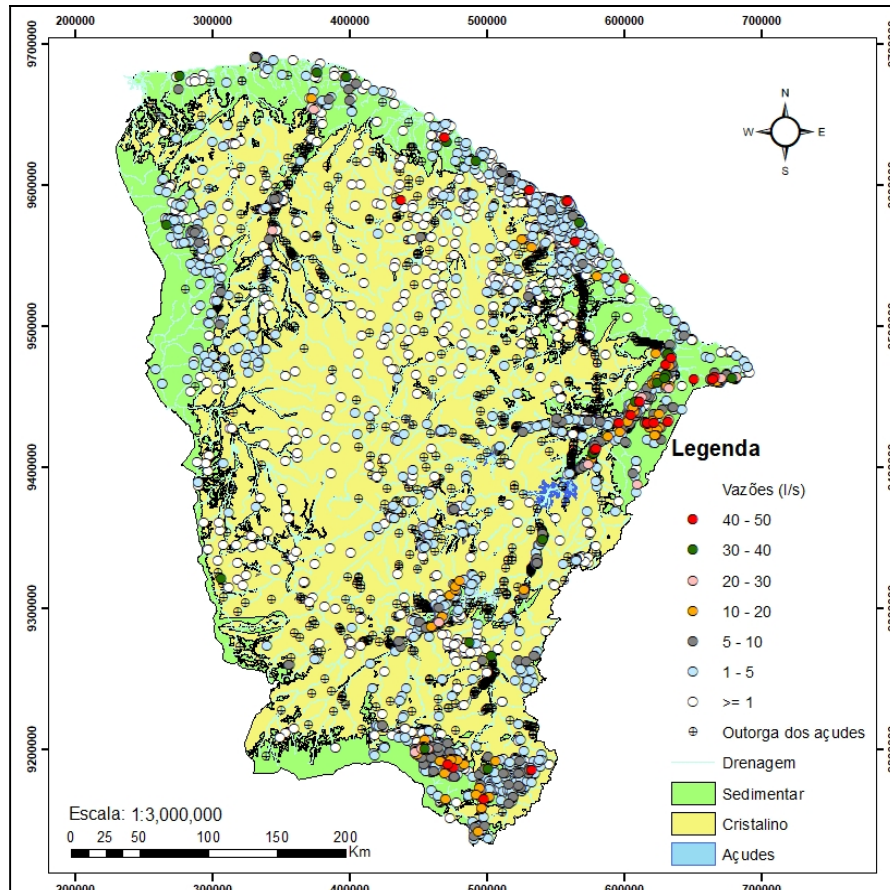 200000 300000 400000 500000 600000 700000
9700000
9600000
9500000
9400000
9300000
9200000
N
W E
S
Legenda
Vazões (l/s)
40 - 50
30 - 40
20 - 30
10 - 20
5 - 10
1 - 5
>= 1
Outorga dos açudes
Drenagem
Sedimentar
Cristalino
Açudes
Escala: 1:3,000,000
0 25 50 100 150 200
Km
200000 300000 400000 500000 600000 700000